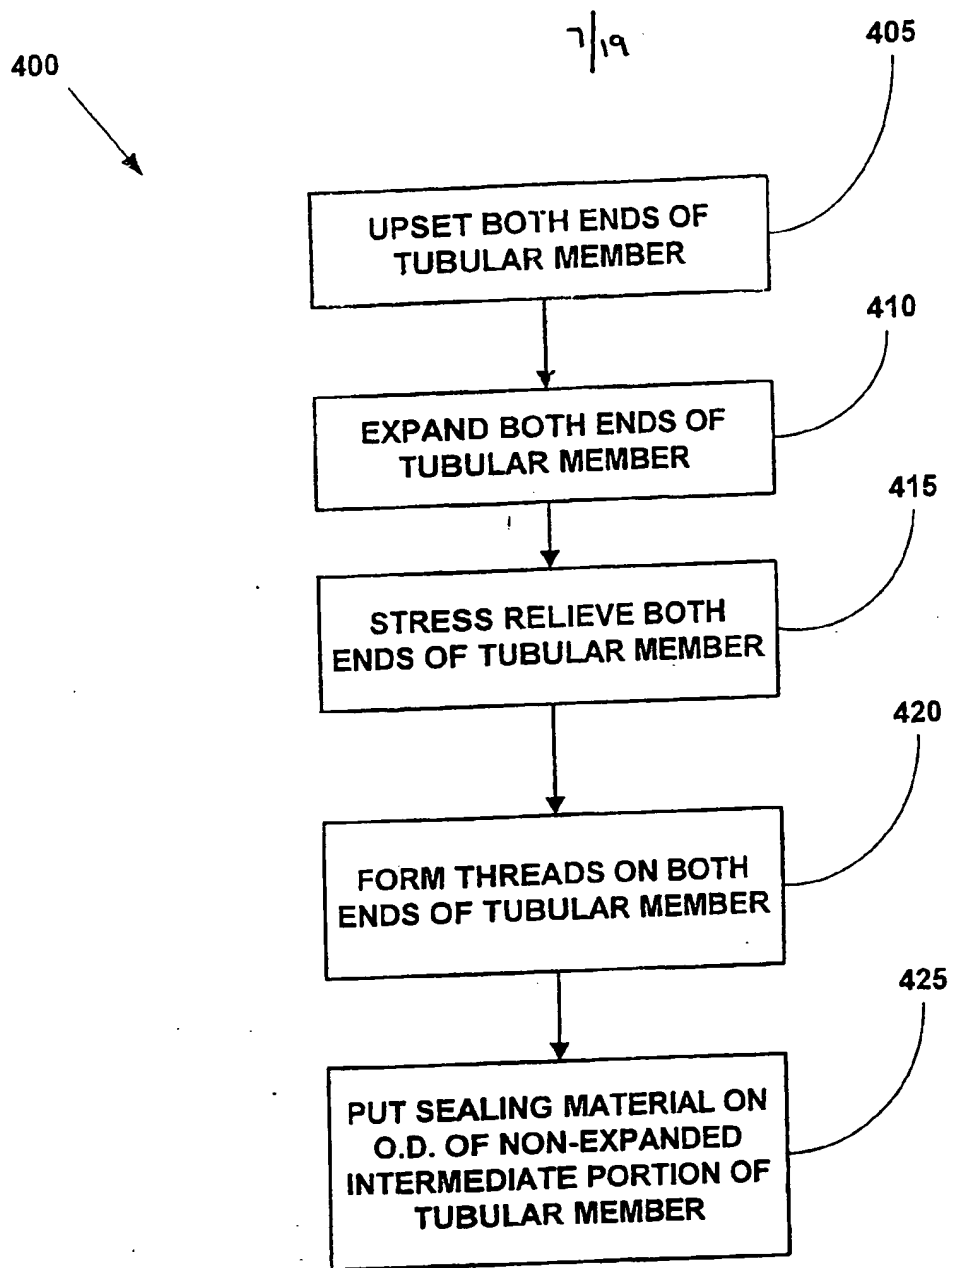 7/19
400
405
UPSET BOTH ENDS OF
TUBULAR MEMBER
410
EXPAND BOTH ENDS OF
TUBULAR MEMBER
415
STRESS RELIEVE BOTH
ENDS OF TUBULAR MEMBER
420
FORM THREADS ON BOTH
ENDS OF TUBULAR MEMBER
425
PUT SEALING MATERIAL ON
O.D. OF NON-EXPANDED
INTERMEDIATE PORTION OF
TUBULAR MEMBER